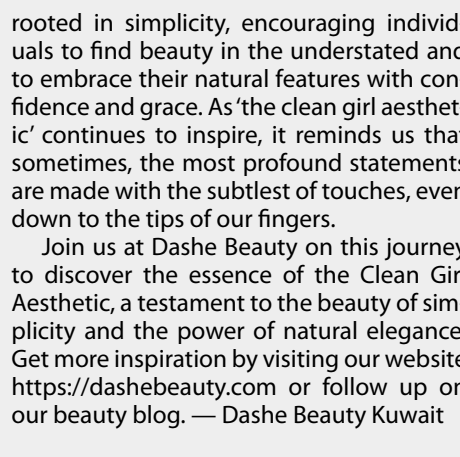 rooted in simplicity, encouraging individ
uals to find beauty in the understated and
to embrace their natural features with con
fidence and grace. As ‘the clean girl aesthet
ic’ continues to inspire, it reminds us that
sometimes, the most profound statements
are made with the subtlest of touches, even
down to the tips of our fingers.
Join us at Dashe Beauty on this journey
to discover the essence of the Clean Girl
Aesthetic, a testament to the beauty of sim
plicity and the power of natural elegance
Get more inspiration by visiting our website
https://dashebeauty.com or follow up on
our beauty blog. — Dashe Beauty Kuwait